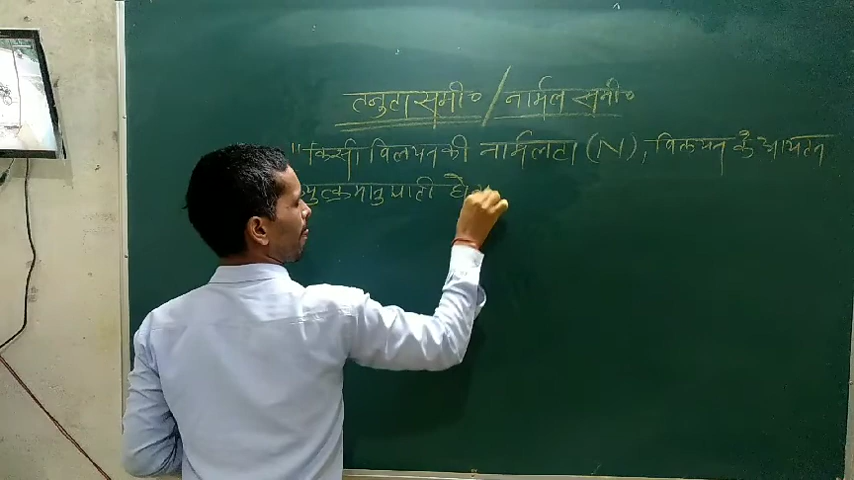 तनुता समी० / नार्मल समी०
"किसी विलयन की नार्मलता (N), विलयन के आयतन
व्युत्क्रमानुपाती हो